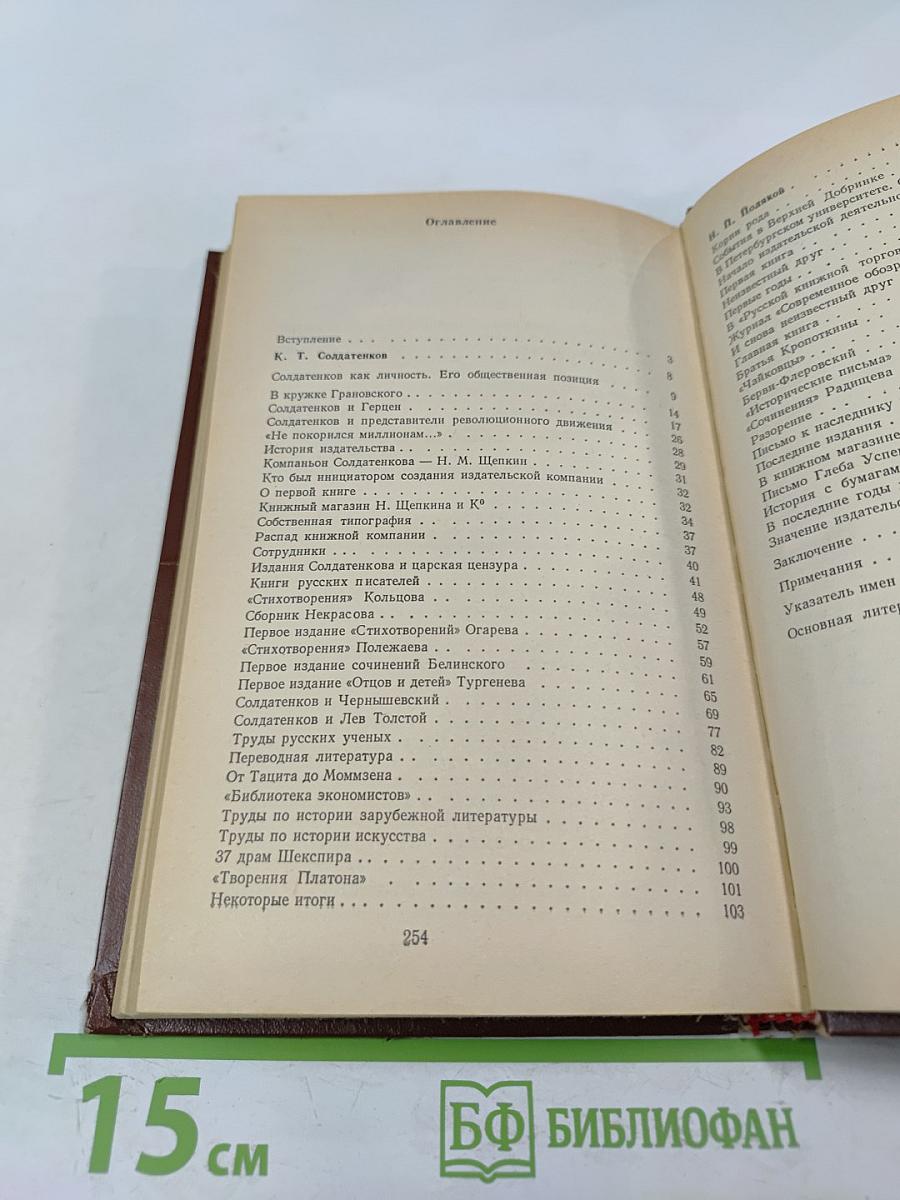 Оглавление
Вступление . . . 3
К. Т. Солдатенков . . . 8
Солдатенков как личность. Его общественная позиция 9
В кружке Грановского . . . 14
Солдатенков и Герцен . . . 17
Солдатенков и представители революционного движения . . . 26
«Не покорился миллионам...» . . . 28
История издательства . . . 29
Компаньон Солдатенкова — Н. М. Щепкин . . . 31
Кто был инициатором создания издательской компании . . . 32
О первой книге . . . 32
Книжный магазин Н. Щепкина и К⁰ . . . 34
Собственная типография . . . 37
Распад книжной компании . . . 37
Сотрудники . . . 40
Издания Солдатенкова и царская цензура . . . 41
Книги русских писателей . . . 48
«Стихотворения» Кольцова . . . 49
Сборник Некрасова . . . 52
Первое издание «Стихотворений» Огарева . . . 57
«Стихотворения» Полежаева . . . 59
Первое издание сочинений Белинского . . . 61
Первое издание «Отцов и детей» Тургенева . . . 65
Солдатенков и Чернышевский . . . 69
Солдатенков и Лев Толстой . . . 77
Труды русских ученых . . . 82
Переводная литература . . . 89
От Тацита до Моммзена . . . 90
«Библиотека экономистов» . . . 93
Труды по истории зарубежной литературы . . . 98
Труды по истории искусства . . . 99
37 драм Шекспира . . . 100
«Творения Платона» . . . 101
Некоторые итоги . . . 103
254
Н. П. Поляков . . .
Корни рода . . .
События в Верхней Добринке . . .
В Петербургском университете.
Начало издательской деятельно
Первая книга . . .
Неизвестный друг . . .
Первые годы . . .
В «Русской книжной торгов
Журнал «Современное обозр
И снова неизвестный друг
Главная книга . . .
Братья Кропоткины . . .
«Чайковцы» . . .
Берви-Флеровский . . .
«Исторические письма»
«Сочинения» Радищева
Разорение . . .
Письмо к наследнику
Последние издания . . .
В книжном магазине
Письмо Глеба Успен
История с бумагам
В последние годы
Значение издательс
Заключение . . .
Примечания . . .
Указатель имен
Основная литер
15 см
БФ БИБЛИОФАН